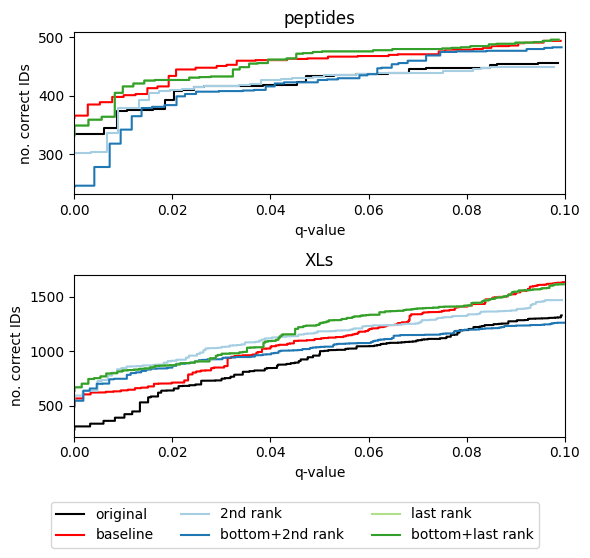 peptides
500
400
300
no. correct IDs
0.00 0.02 0.04 0.06 0.08 0.10
q-value
XLs
1500
1000
500
no. correct IDs
0.00 0.02 0.04 0.06 0.08 0.10
q-value
original 2nd rank last rank
baseline bottom+2nd rank bottom+last rank